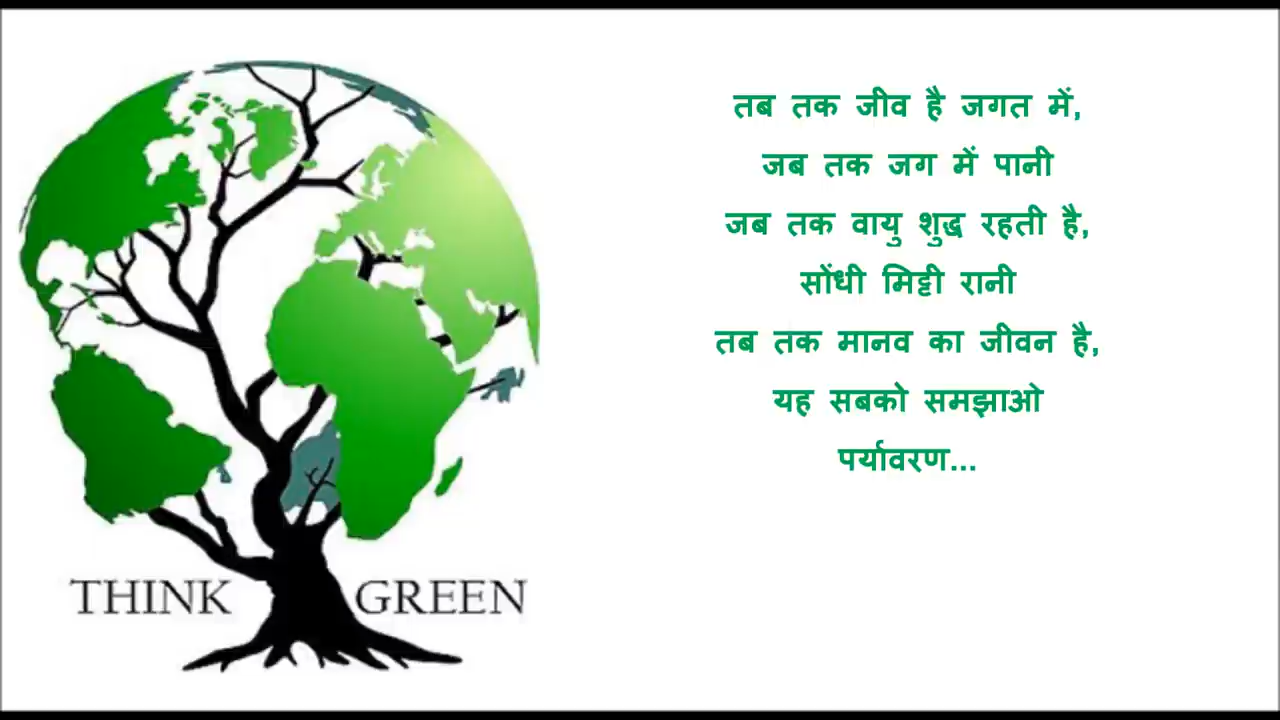 तब तक जीव है जगत में,
जब तक जग में पानी
जब तक वायु शुद्ध रहती है,
सोंधी मिट्टी रानी
तब तक मानव का जीवन है,
यह सबको समझाओ
पर्यावरण...
THINK GREEN